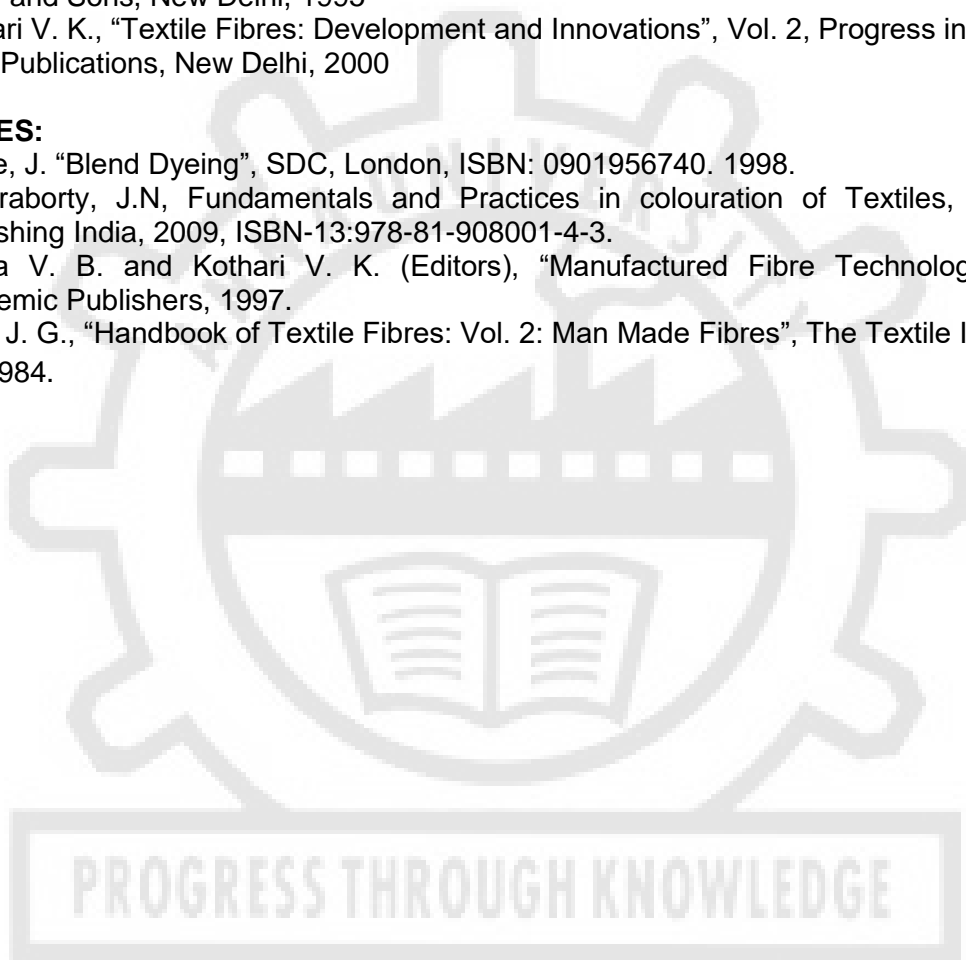 and Sons, New Delhi, 1995
ari V. K., “Textile Fibres: Development and Innovations”, Vol. 2, Progress in
Publications, New Delhi, 2000
ES:
e, J. “Blend Dyeing”, SDC, London, ISBN: 0901956740. 1998.
raborty, J.N, Fundamentals and Practices in colouration of Textiles,
shing India, 2009, ISBN-13:978-81-908001-4-3.
a V. B. and Kothari V. K. (Editors), “Manufactured Fibre Technolog
emic Publishers, 1997.
J. G., “Handbook of Textile Fibres: Vol. 2: Man Made Fibres”, The Textile I
984.
PROGRESS THROUGH KNOWLEDGE